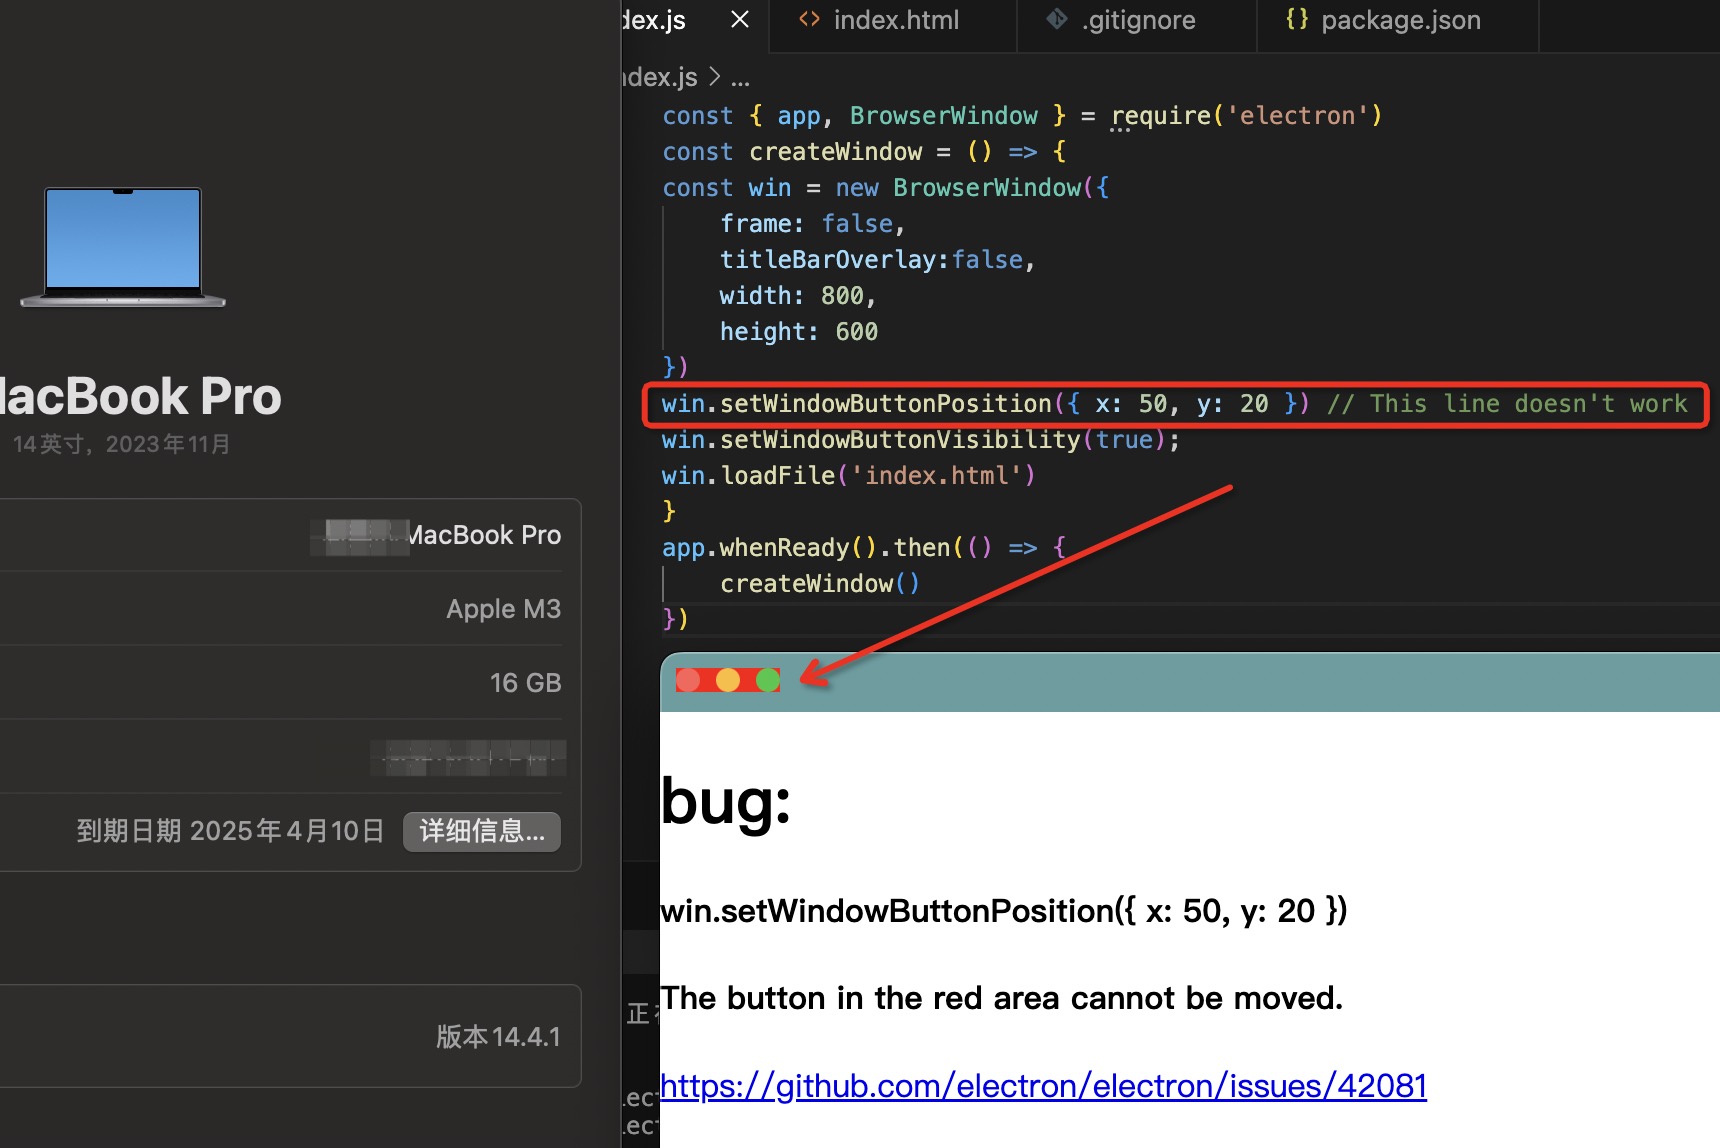 MacBook Pro
14英寸，2023年11月
MacBook Pro
Apple M3
16 GB
到期日期 2025年4月10日
详细信息...
版本14.4.1
dex.js
index.html
.gitignore
{} package.json
ndex.js > ...
const { app, BrowserWindow } = require('electron')
const createWindow = () => {
const win = new BrowserWindow({
frame: false,
titleBarOverlay:false,
width: 800,
height: 600
})
win.setWindowButtonPosition({ x: 50, y: 20 }) // This line doesn't work
win.setWindowButtonVisibility(true);
win.loadFile('index.html')
}
app.whenReady().then(() => {
createWindow()
})
bug:
win.setWindowButtonPosition({ x: 50, y: 20 })
The button in the red area cannot be moved.
正
https://github.com/electron/electron/issues/42081
lect
lect